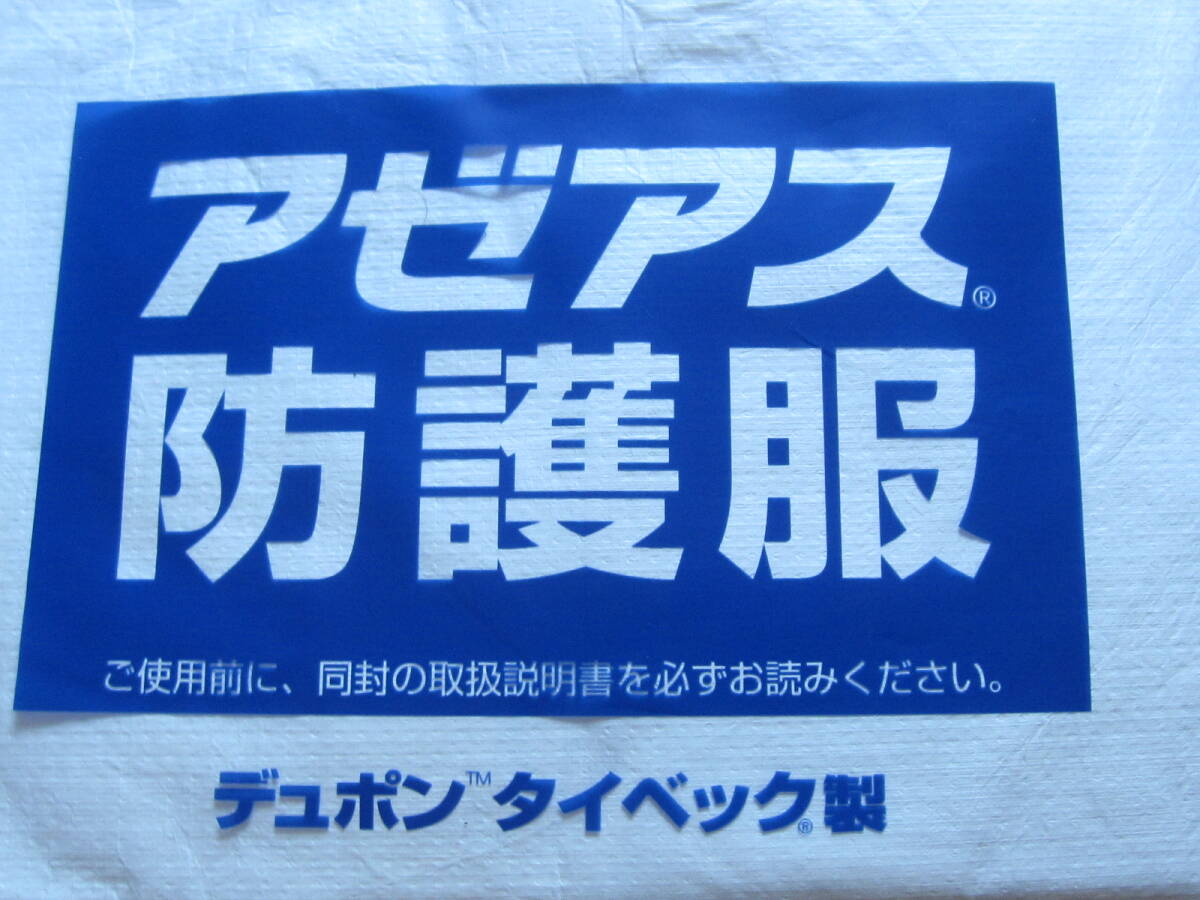 アゼアス®
防護服
ご使用前に、同封の取扱説明書を必ずお読みください。
デュポン™ タイベック®製